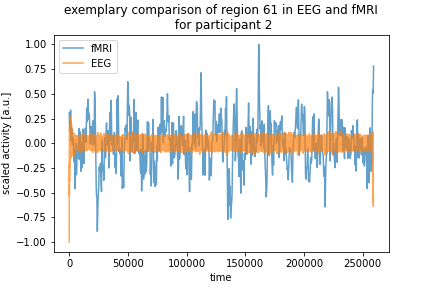 exemplary comparison of region 61 in EEG and fMRI
for participant 2
fMRI
EEG
scaled activity [a.u.]
1.00
0.75
0.50
0.25
0.00
−0.25
−0.50
−0.75
−1.00
0 50000 100000 150000 200000 250000
time